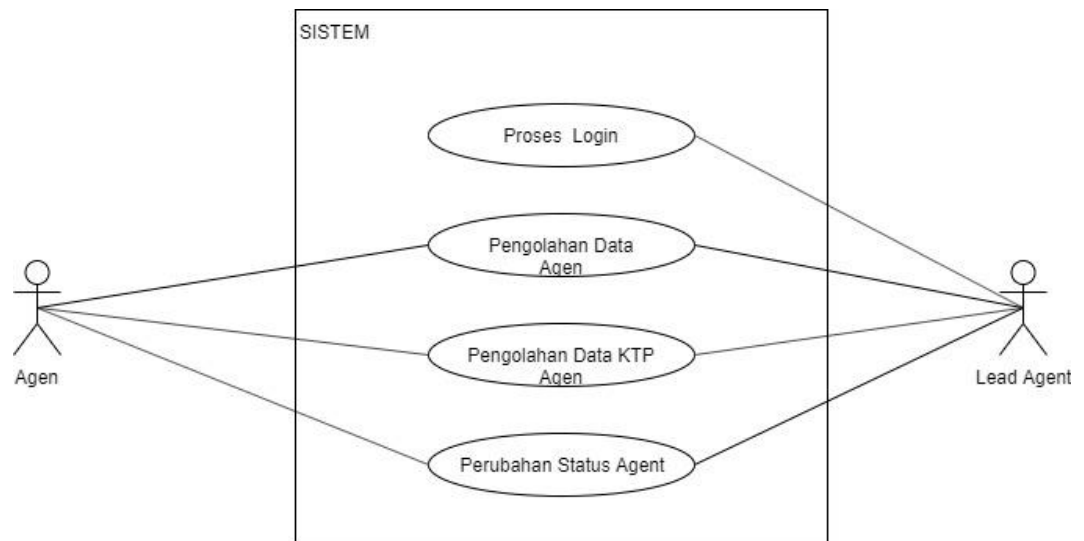 SISTEM
Proses Login
Pengolahan Data
Agen
Pengolahan Data KTP
Agen
Perubahan Status Agent
Agen
Lead Agent